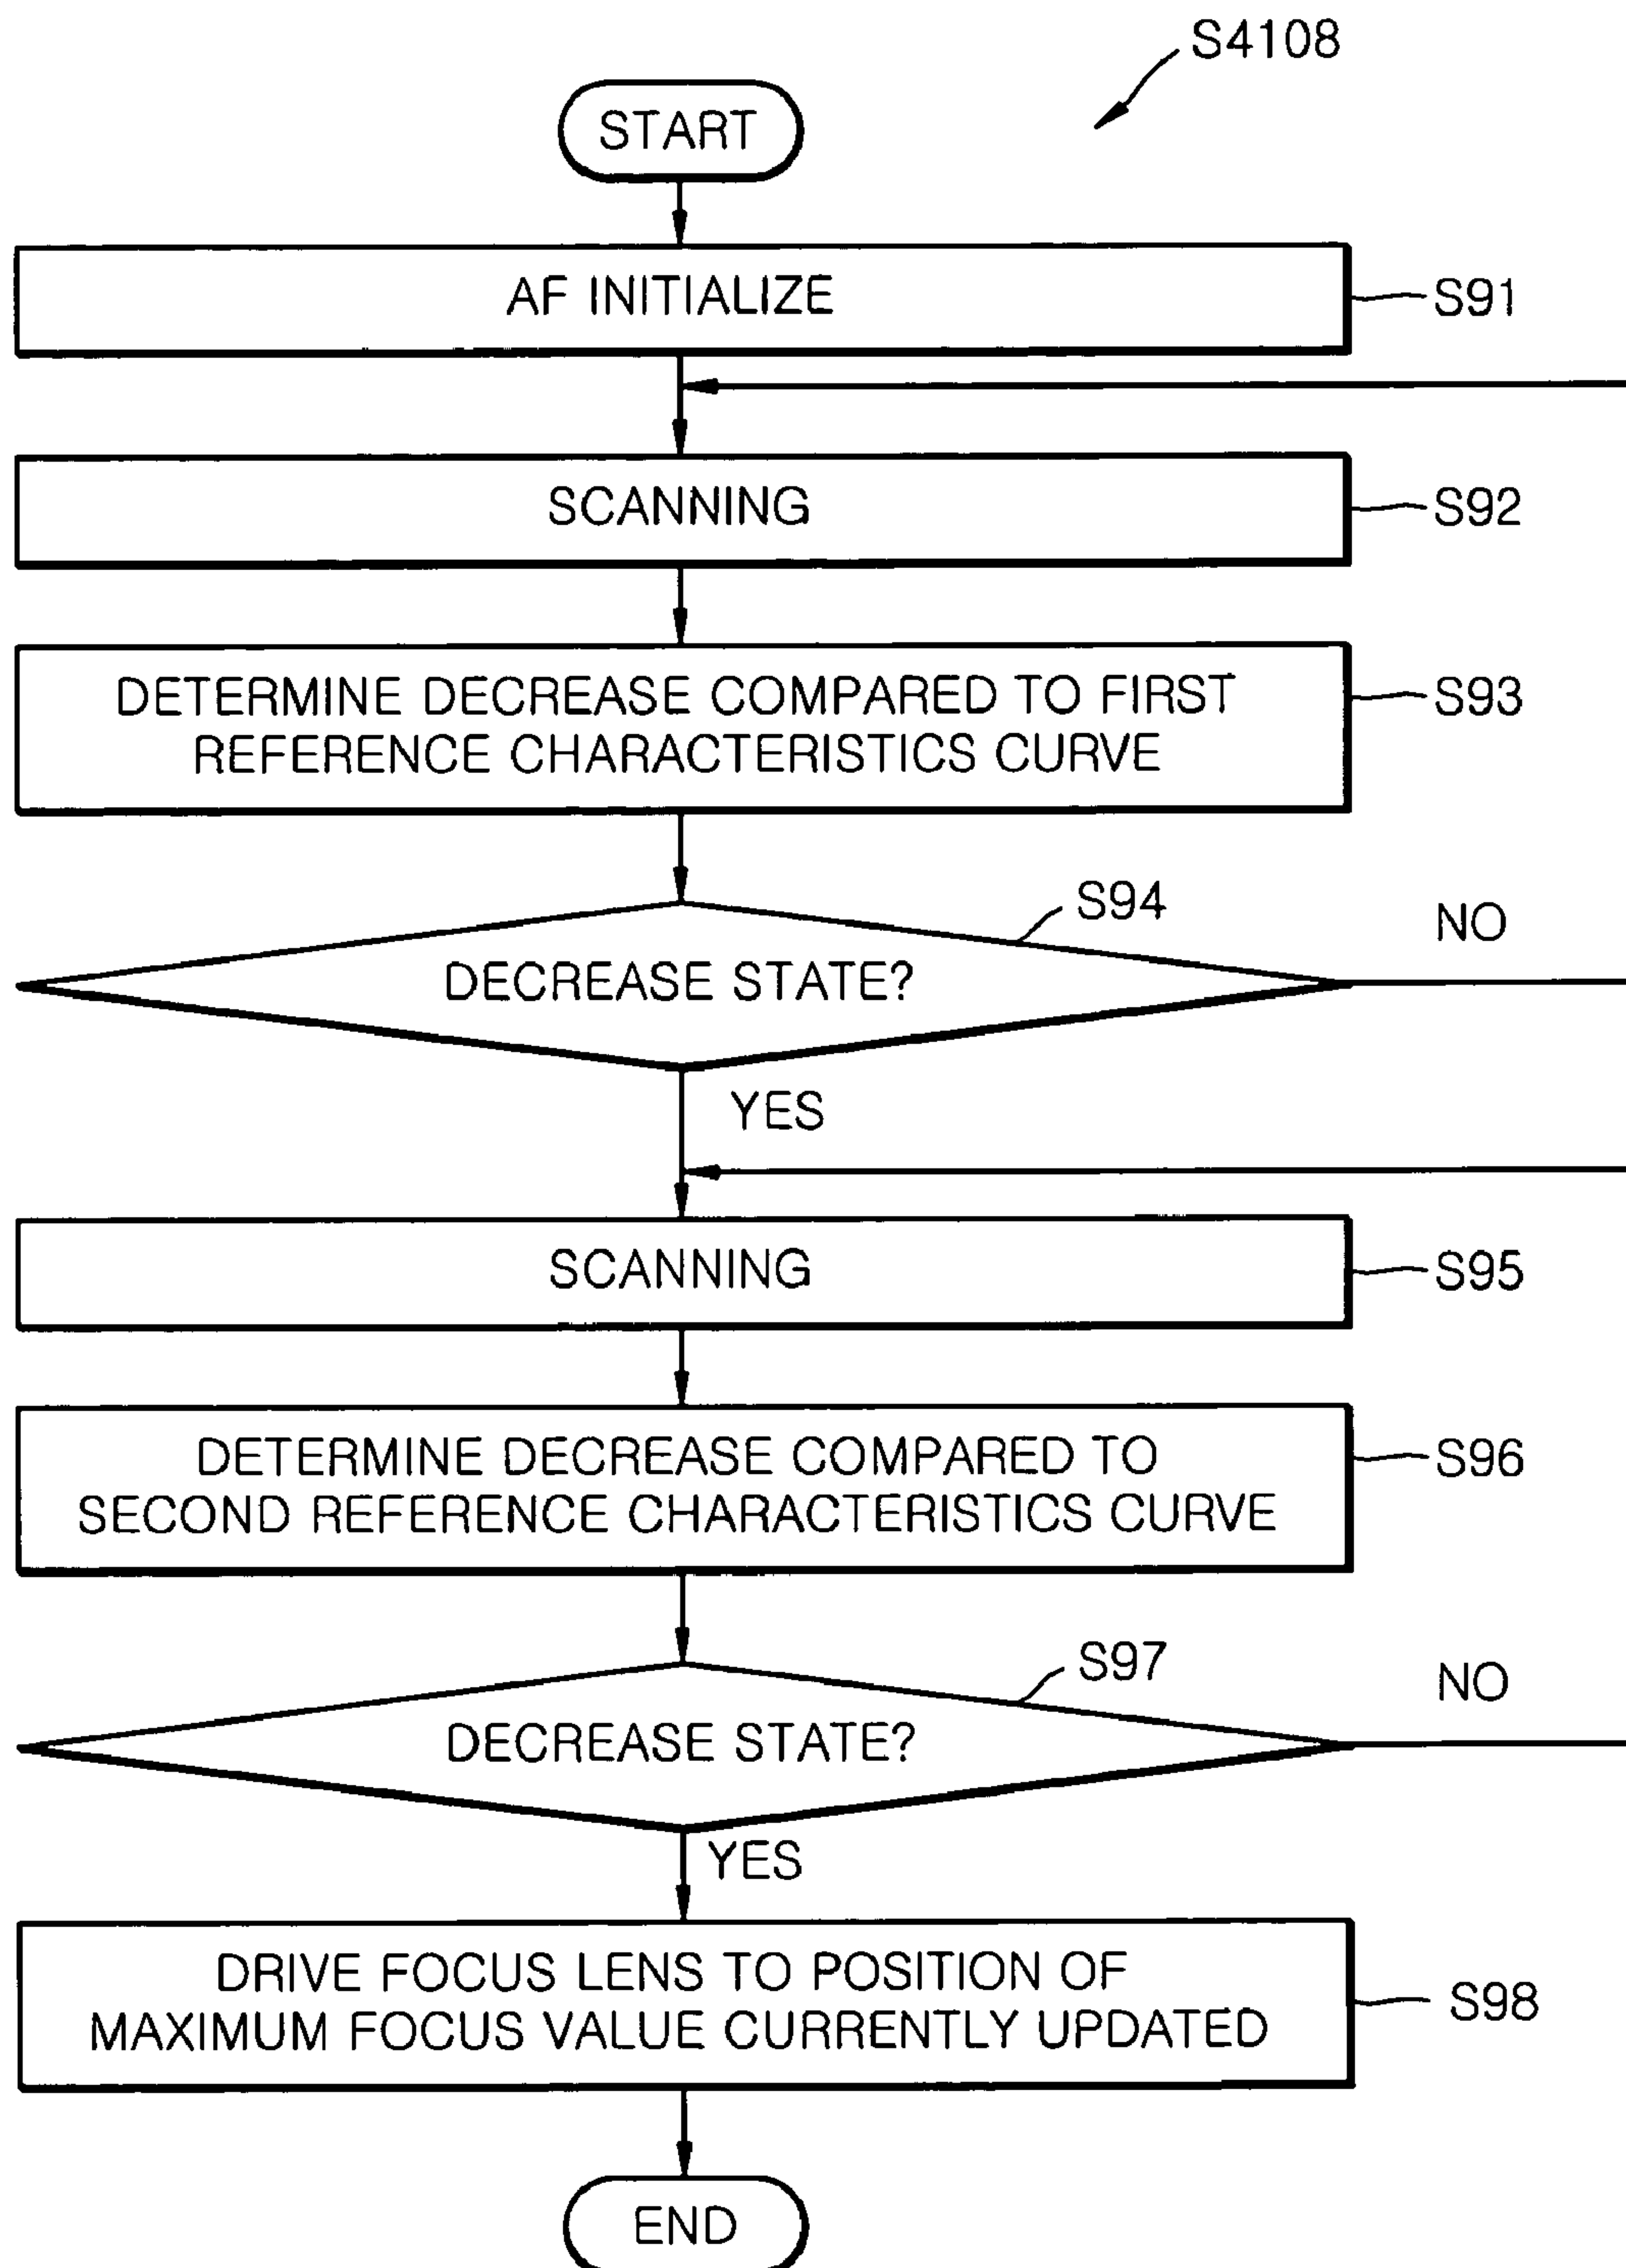 S4108
START
AF INITIALIZE
S91
SCANNING
S92
DETERMINE DECREASE COMPARED TO FIRST
REFERENCE CHARACTERISTICS CURVE
S93
S94
NO
DECREASE STATE?
YES
SCANNING
S95
DETERMINE DECREASE COMPARED TO
SECOND REFERENCE CHARACTERISTICS CURVE
S96
S97
NO
DECREASE STATE?
YES
DRIVE FOCUS LENS TO POSITION OF
MAXIMUM FOCUS VALUE CURRENTLY UPDATED
S98
END